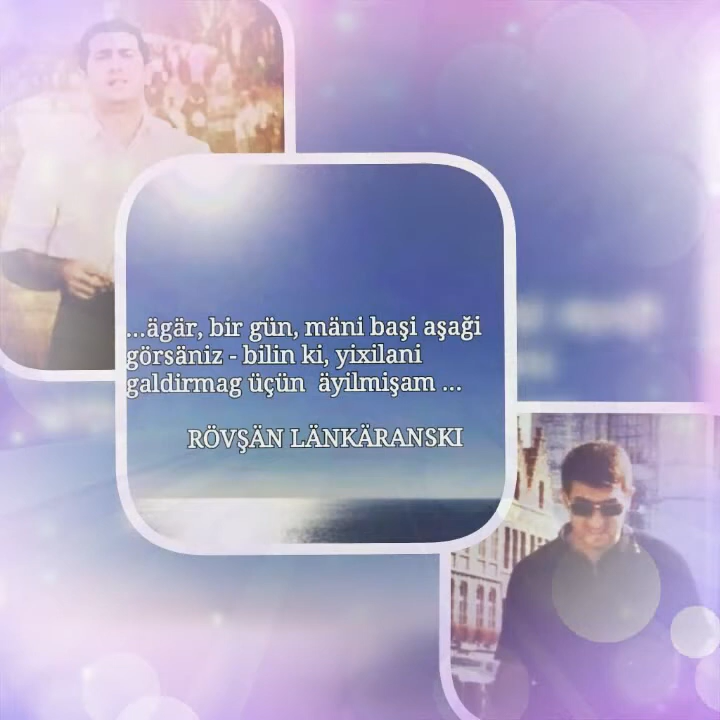 ...ägär, bir gün, mäni başi aşaği
görsäniz - bilin ki, yixilani
galdirmag üçün äyilmişam ...
RÖVŞÄN LÄNKÄRANSKI